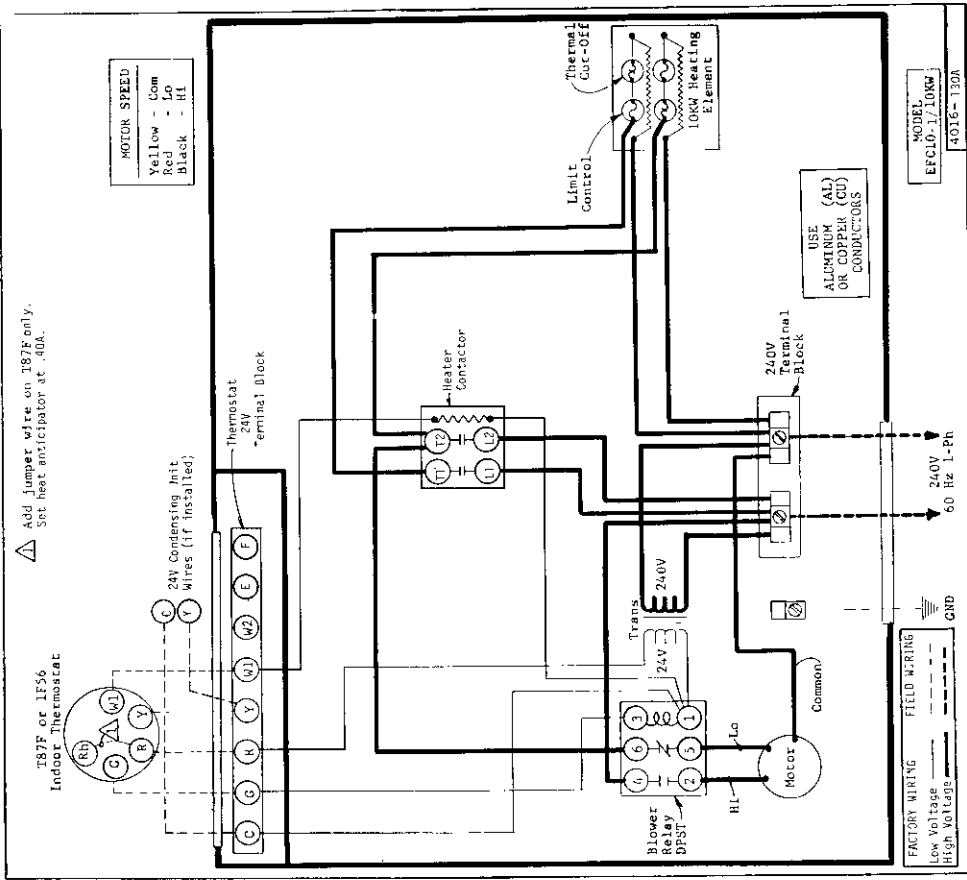 ⚠ Add jumper wire on T87F only.
Set heat anticipator at .40A.
T87F or 1F56
Indoor Thermostat
Rh
W1
G
1
Y
R
C
Y
24V Condensing Unit
Wires (if installed)
C
G
R
Y
W1
W2
E
F
Thermostat
24V
Terminal Block
MOTOR SPEED
Yellow - Com
Red - Lo
Black - Hi
Heater
Contactor
T1
T2
L1
L2
Limit
Control
Thermal
Cut-Off
10KW Heating
Element
Blower
Relay
DPST
4
6
3
2
5
1
Hi
Lo
Motor
Common
Trans
24V
240V
240V
Terminal
Block
USE
ALUMINUM (AL)
OR COPPER (CU)
CONDUCTORS
GND
240V
60 Hz 1-Ph
FACTORY WIRING FIELD WIRING
Low Voltage
High Voltage
MODEL
EFC10-1/10KW
4016-130A